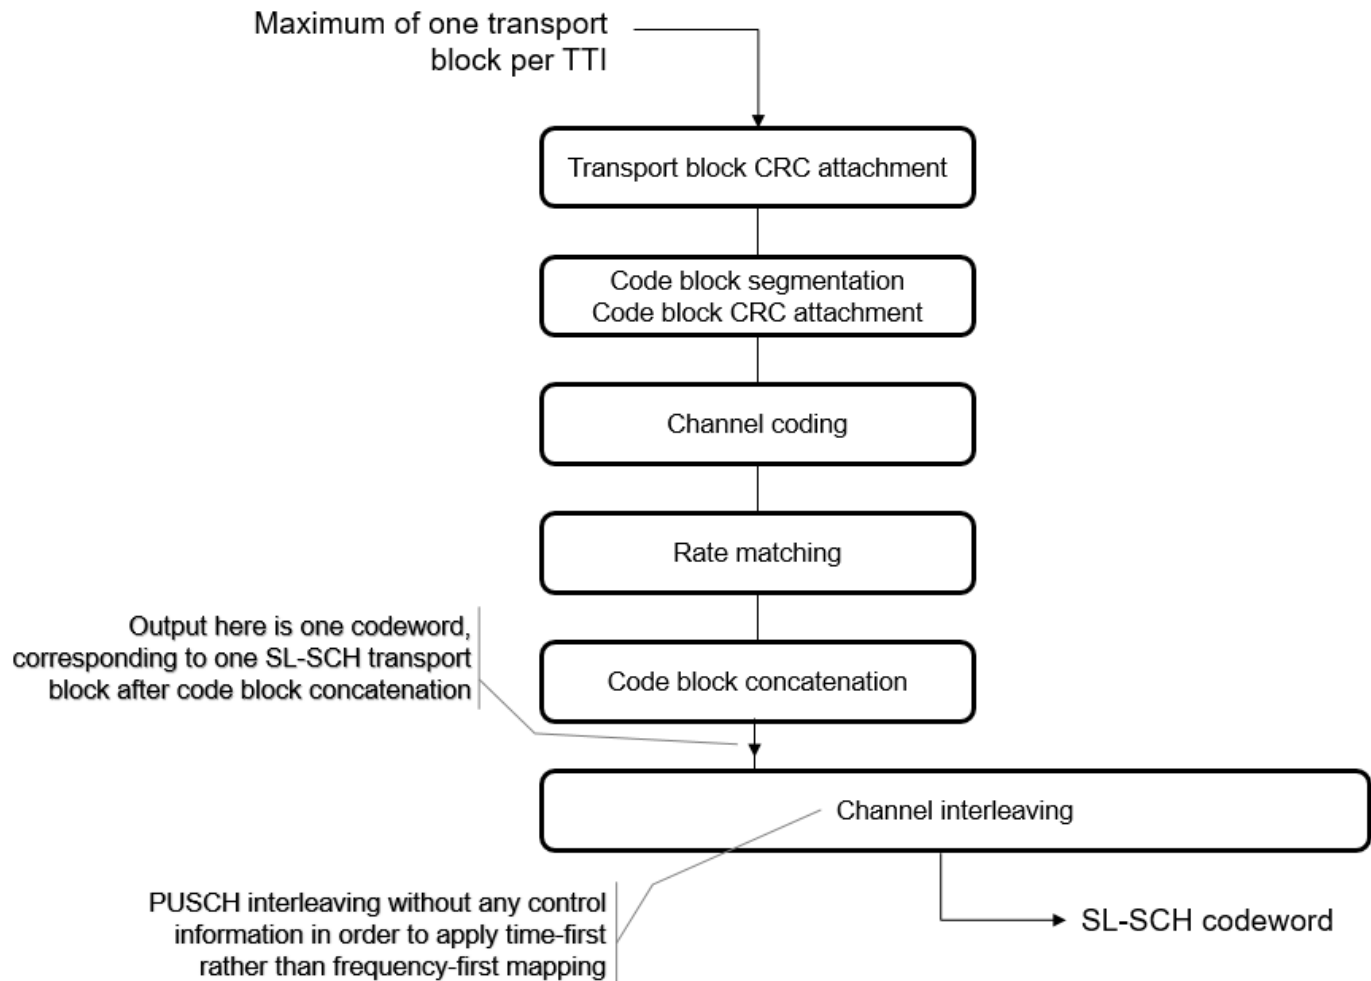 Maximum of one transport
block per TTI
Transport block CRC attachment
Code block segmentation
Code block CRC attachment
Channel coding
Rate matching
Output here is one codeword,
corresponding to one SL-SCH transport
block after code block concatenation
Code block concatenation
Channel interleaving
PUSCH interleaving without any control
information in order to apply time-first
rather than frequency-first mapping
SL-SCH codeword